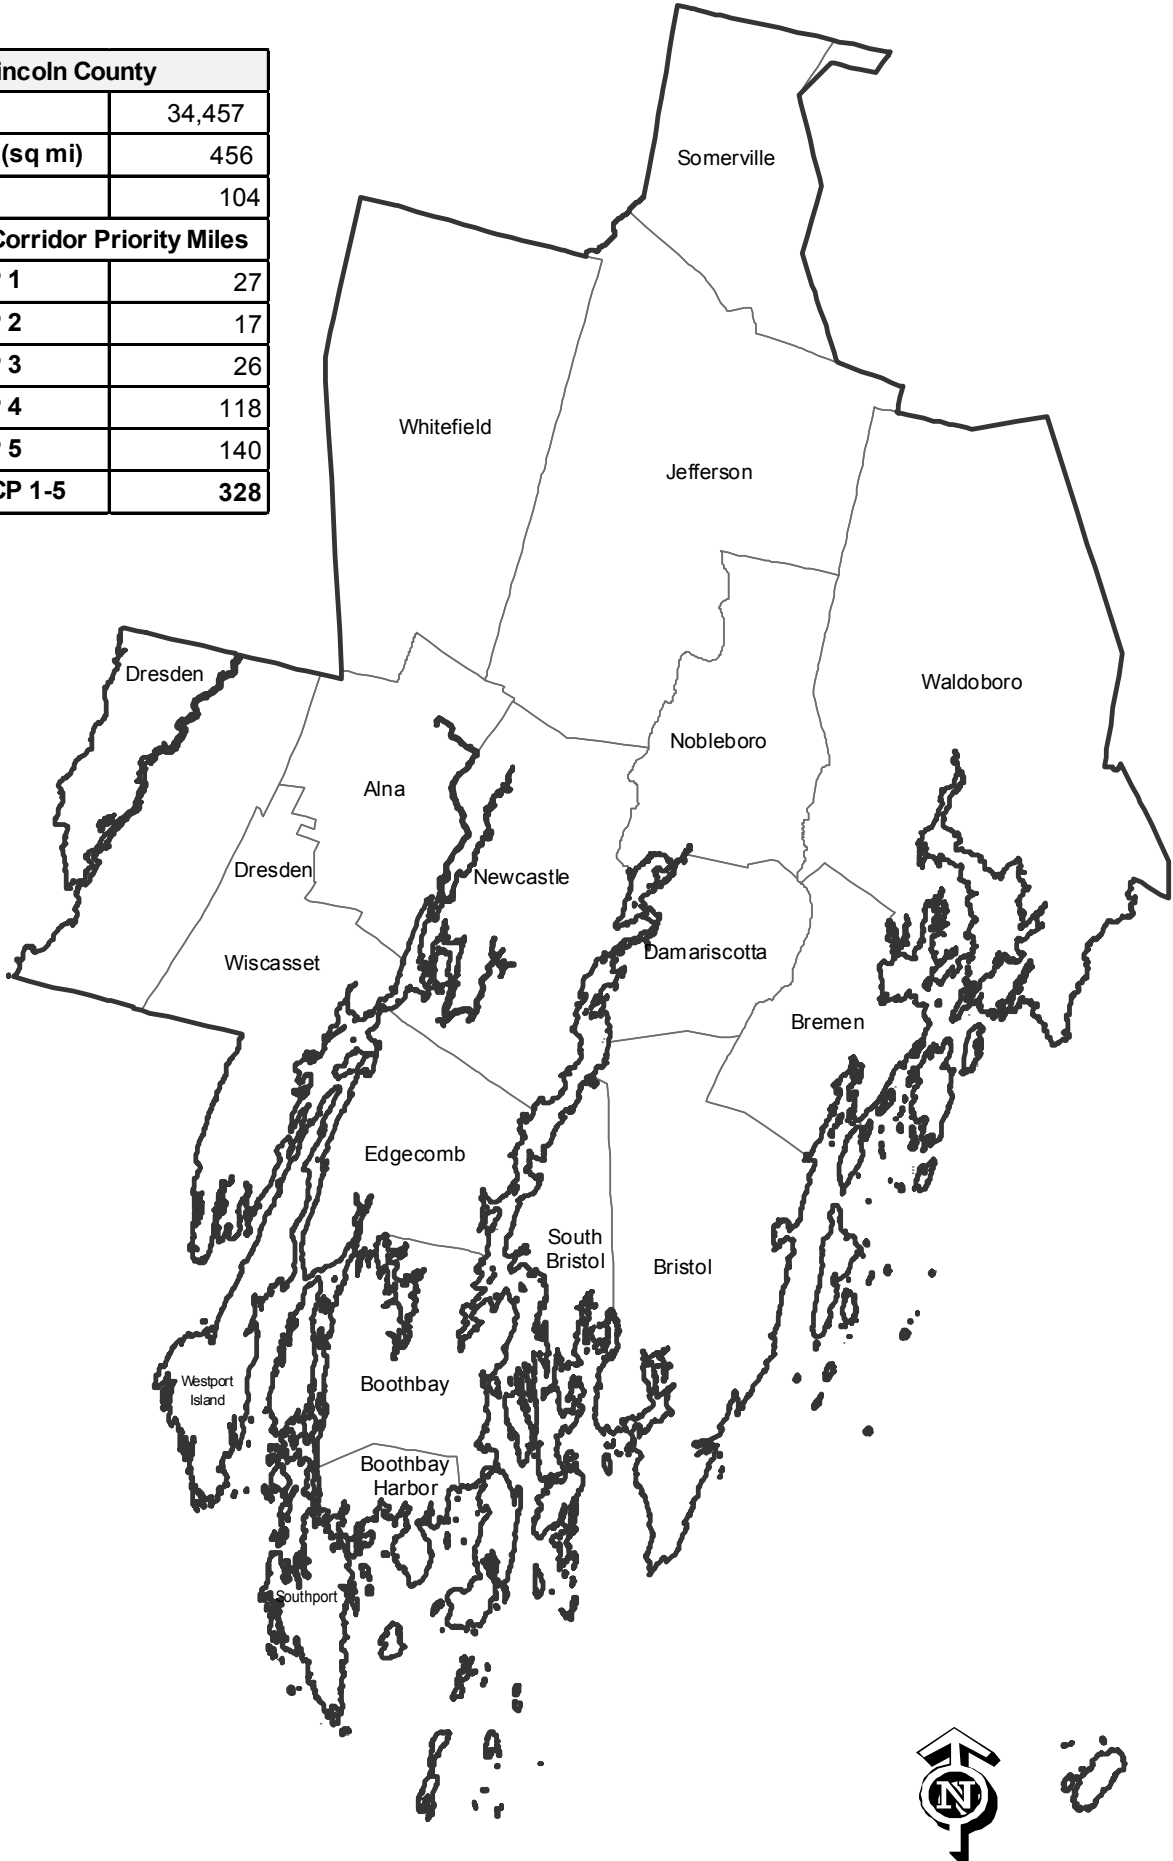 incoln County
34,457
(sq mi) 456
104
Corridor Priority Miles
1 27
2 17
3 26
4 118
5 140
CP 1-5 328
Somerville
Whitefield
Jefferson
Dresden
Waldoboro
Nobleboro
Alna
Dresden
Newcastle
Damariscotta
Wiscasset
Bremen
Edgecomb
South
Bristol
Bristol
Westport
Island
Boothbay
Boothbay
Harbor
Southport
N